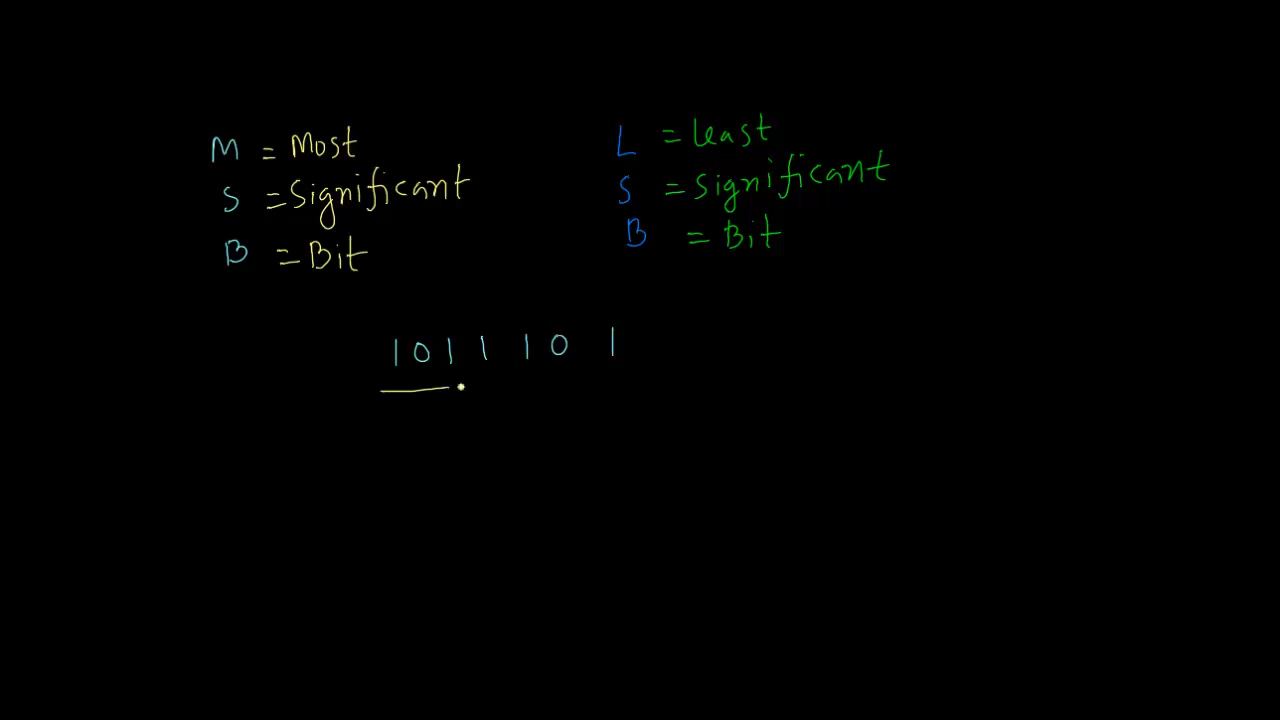 M = Most
S = Significant
B = Bit
L = Least
S = Significant
B = Bit
1 0 1 1 1 0 1